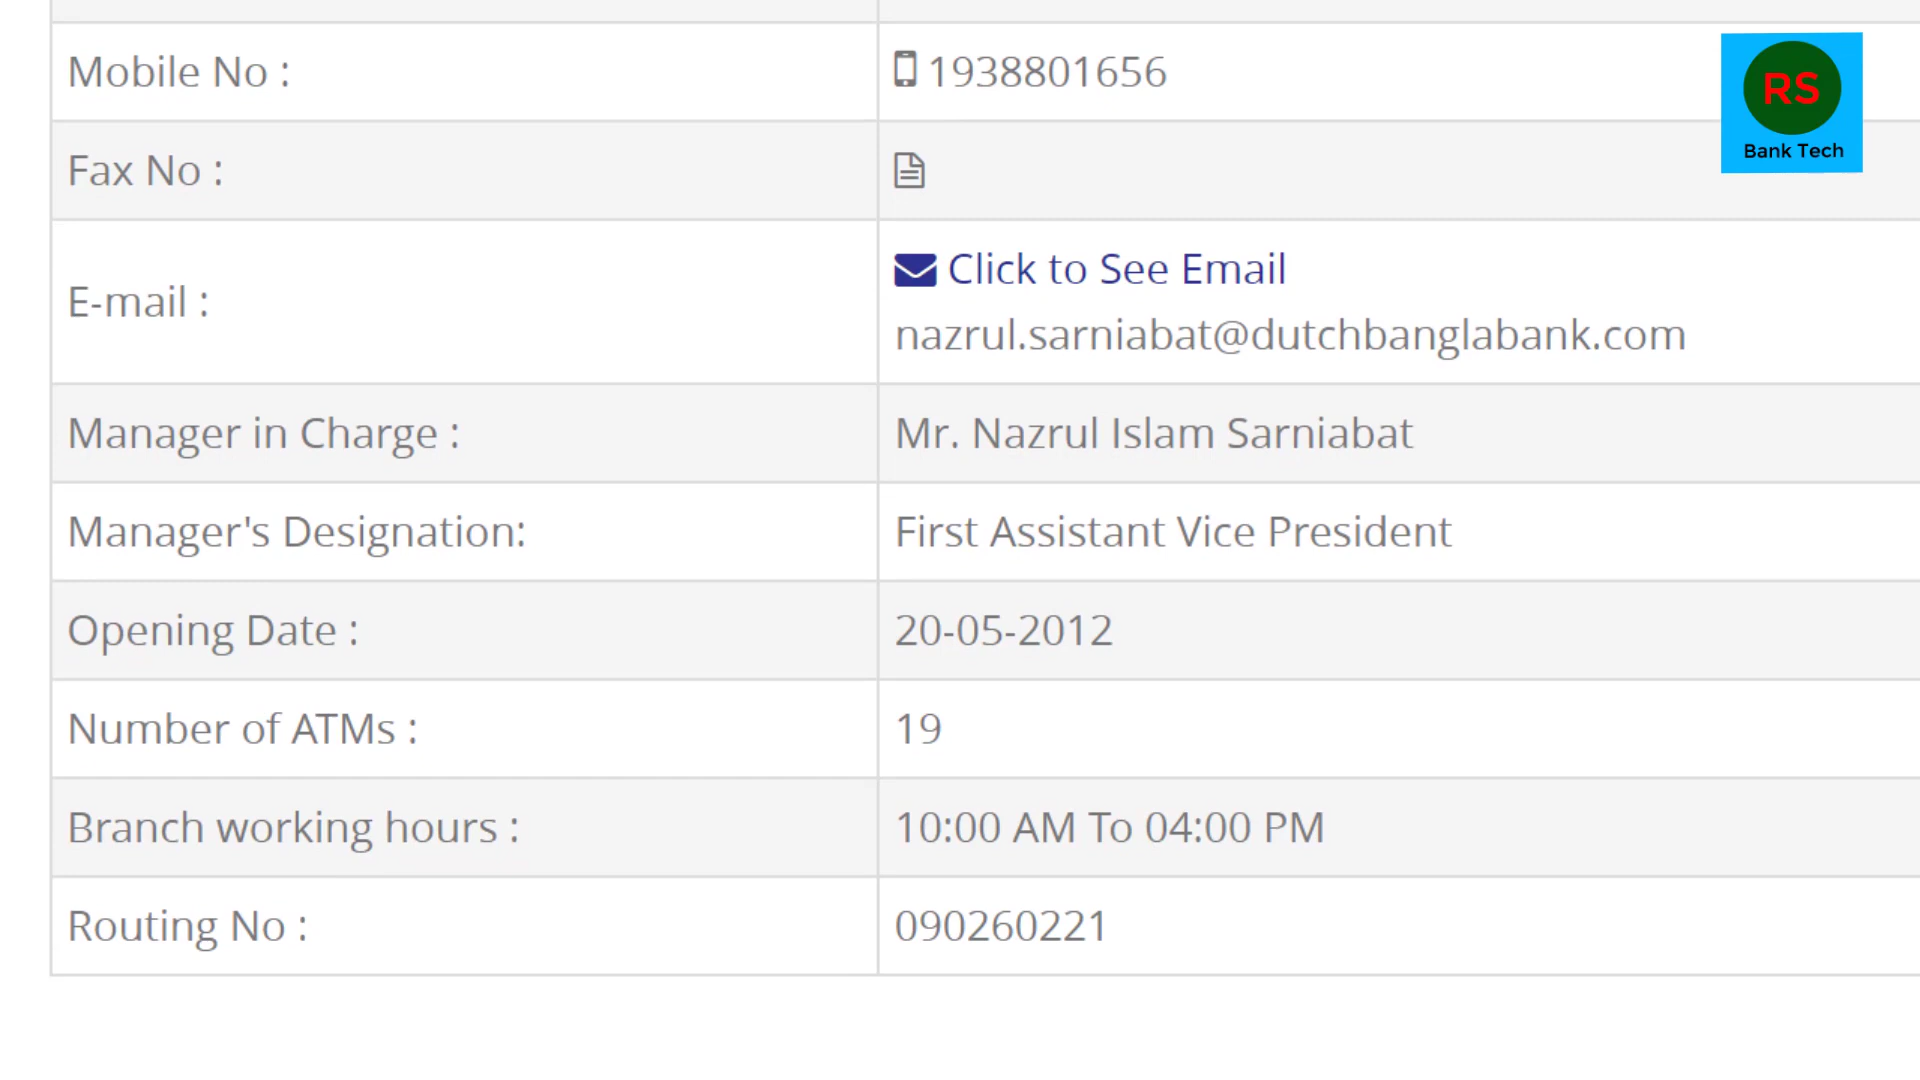 Mobile No :
1938801656
RS
Bank Tech
Fax No :
E-mail :
Click to See Email
nazrul.sarniabat@dutchbanglabank.com
Manager in Charge :
Mr. Nazrul Islam Sarniabat
Manager's Designation:
First Assistant Vice President
Opening Date :
20-05-2012
Number of ATMs :
19
Branch working hours :
10:00 AM To 04:00 PM
Routing No :
090260221